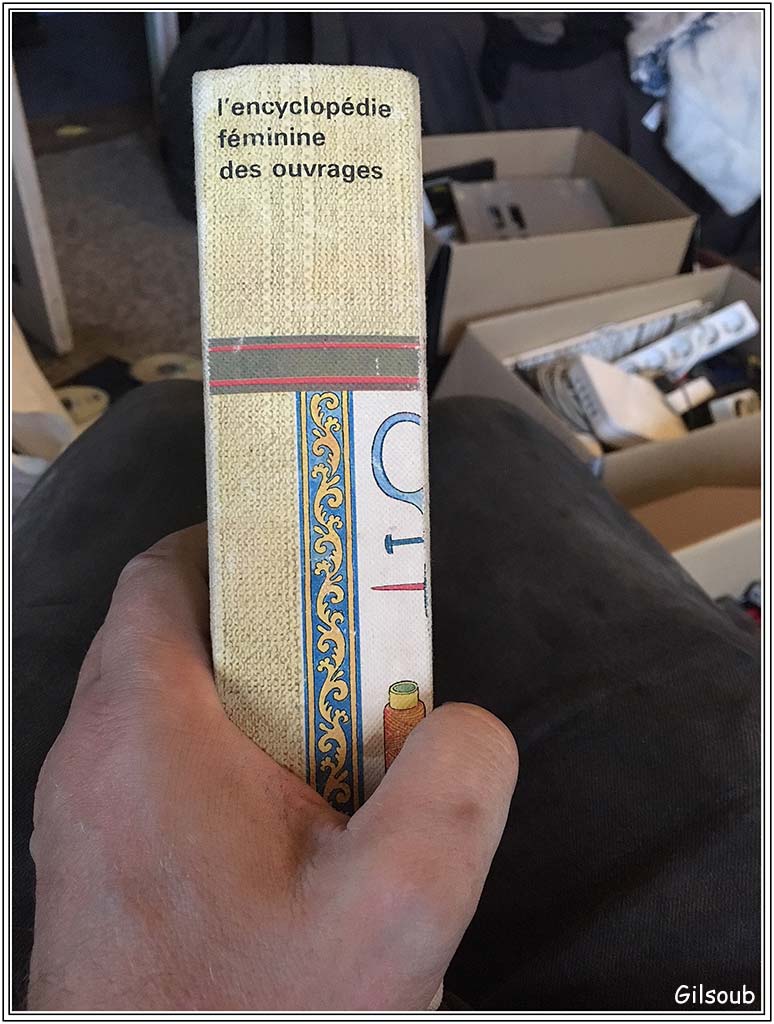 l'encyclopédie
féminine
des ouvrages
Gilsoub